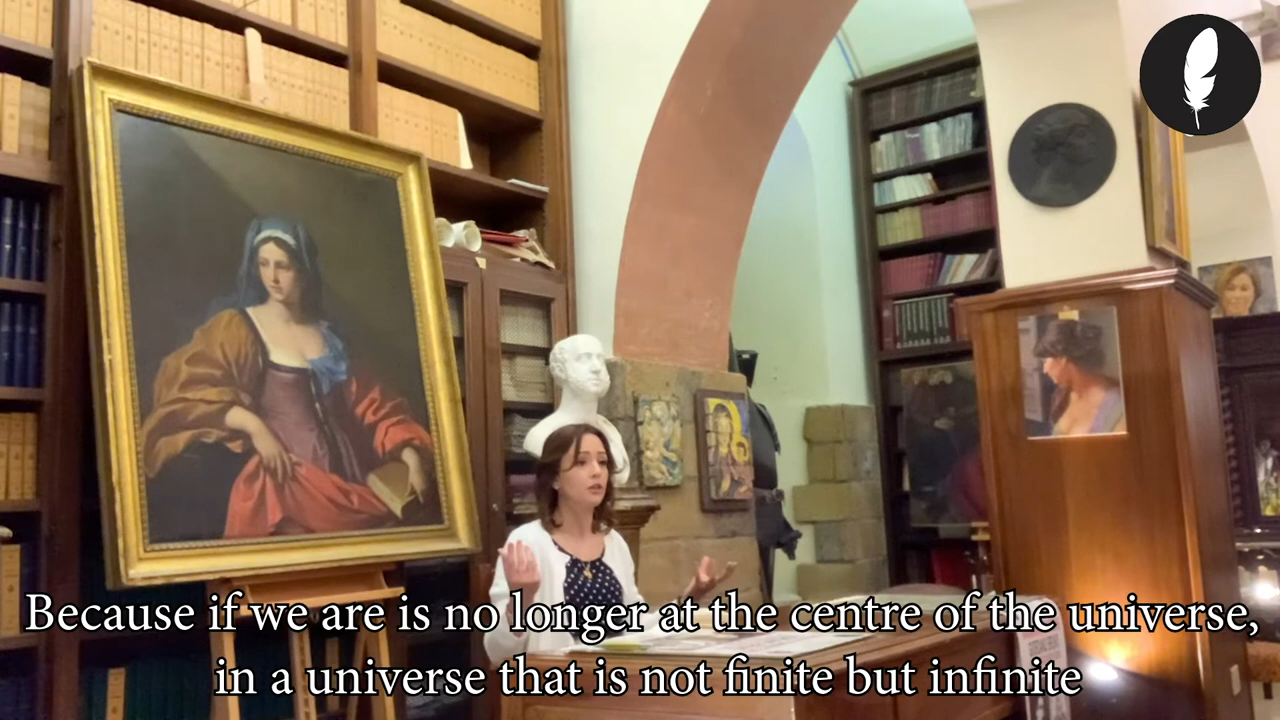 Because if we are is no longer at the centre of the universe,
in a universe that is not finite but infinite